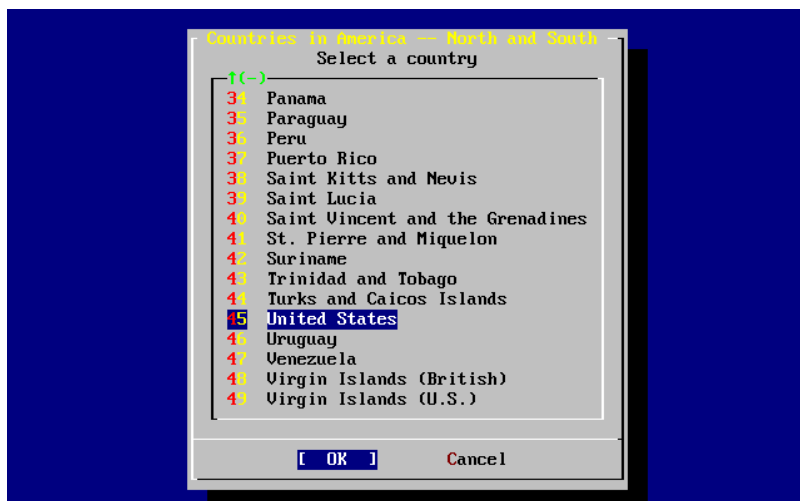 Countries in America -- North and South
Select a country
↑(-)
34 Panama
35 Paraguay
36 Peru
37 Puerto Rico
38 Saint Kitts and Nevis
39 Saint Lucia
40 Saint Vincent and the Grenadines
41 St. Pierre and Miquelon
42 Suriname
43 Trinidad and Tobago
44 Turks and Caicos Islands
45 United States
46 Uruguay
47 Venezuela
48 Virgin Islands (British)
49 Virgin Islands (U.S.)
[ OK ] Cancel